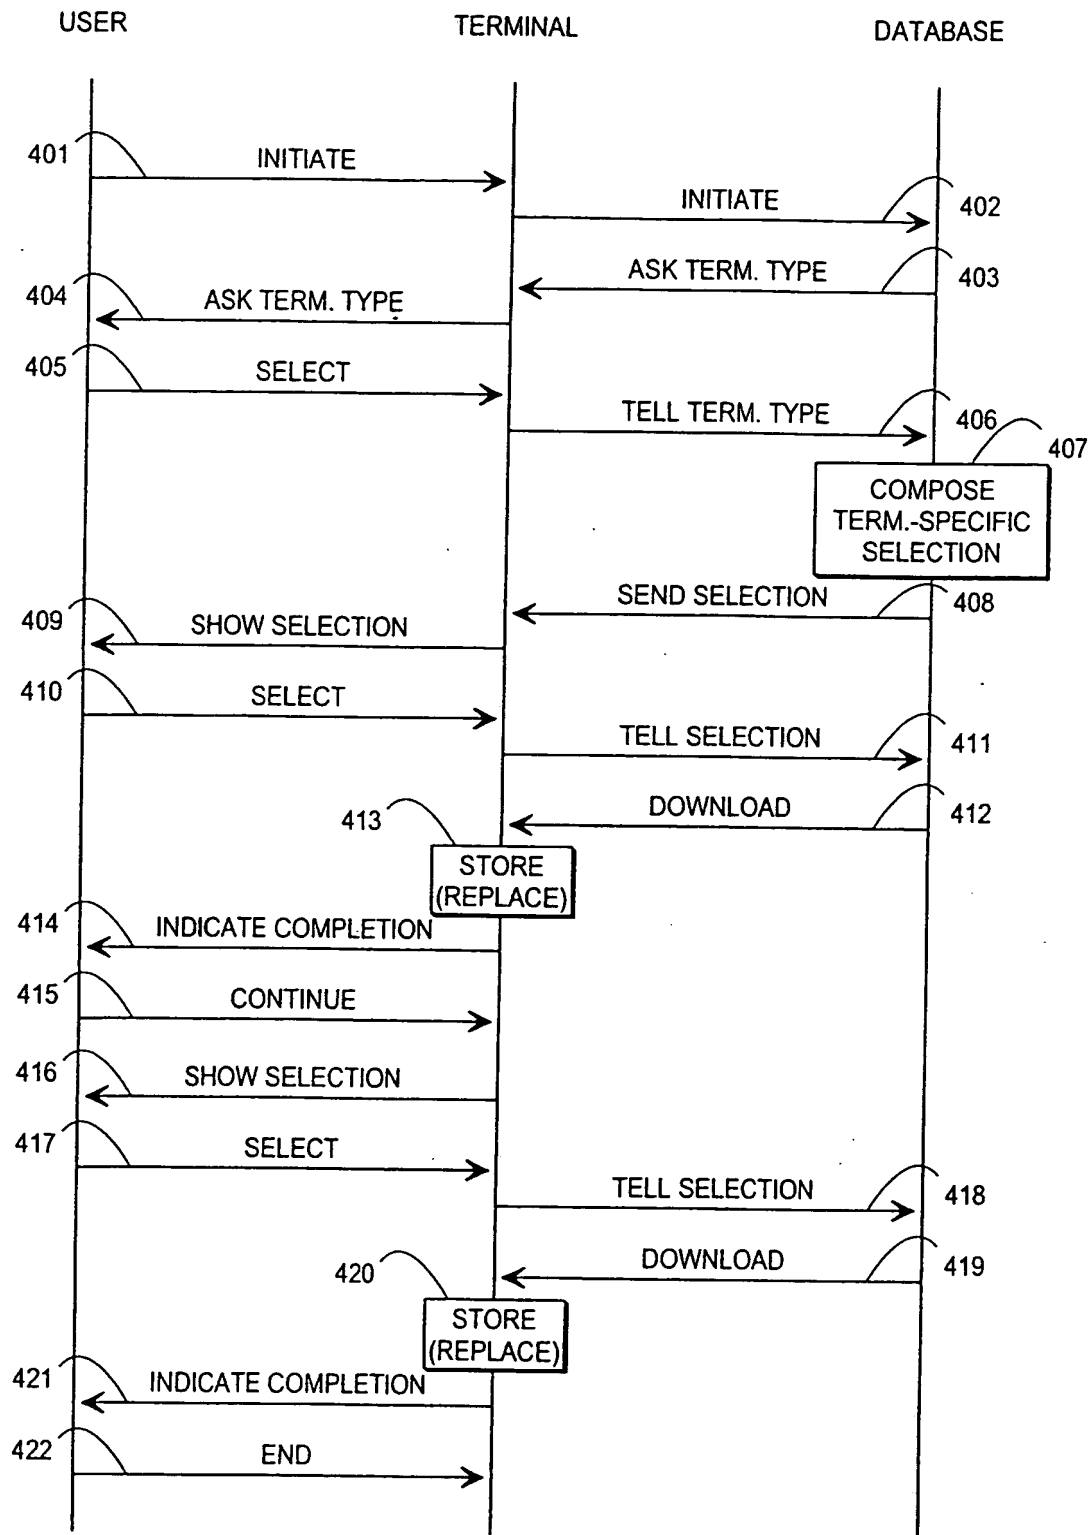 USER TERMINAL DATABASE
401 INITIATE
INITIATE 402
ASK TERM. TYPE 403
404 ASK TERM. TYPE
405 SELECT
TELL TERM. TYPE 406
407
COMPOSE
TERM.-SPECIFIC
SELECTION
SEND SELECTION 408
409 SHOW SELECTION
410 SELECT
TELL SELECTION 411
DOWNLOAD 412
413
STORE
(REPLACE)
414 INDICATE COMPLETION
415 CONTINUE
416 SHOW SELECTION
417 SELECT
TELL SELECTION 418
DOWNLOAD 419
420
STORE
(REPLACE)
421 INDICATE COMPLETION
422 END